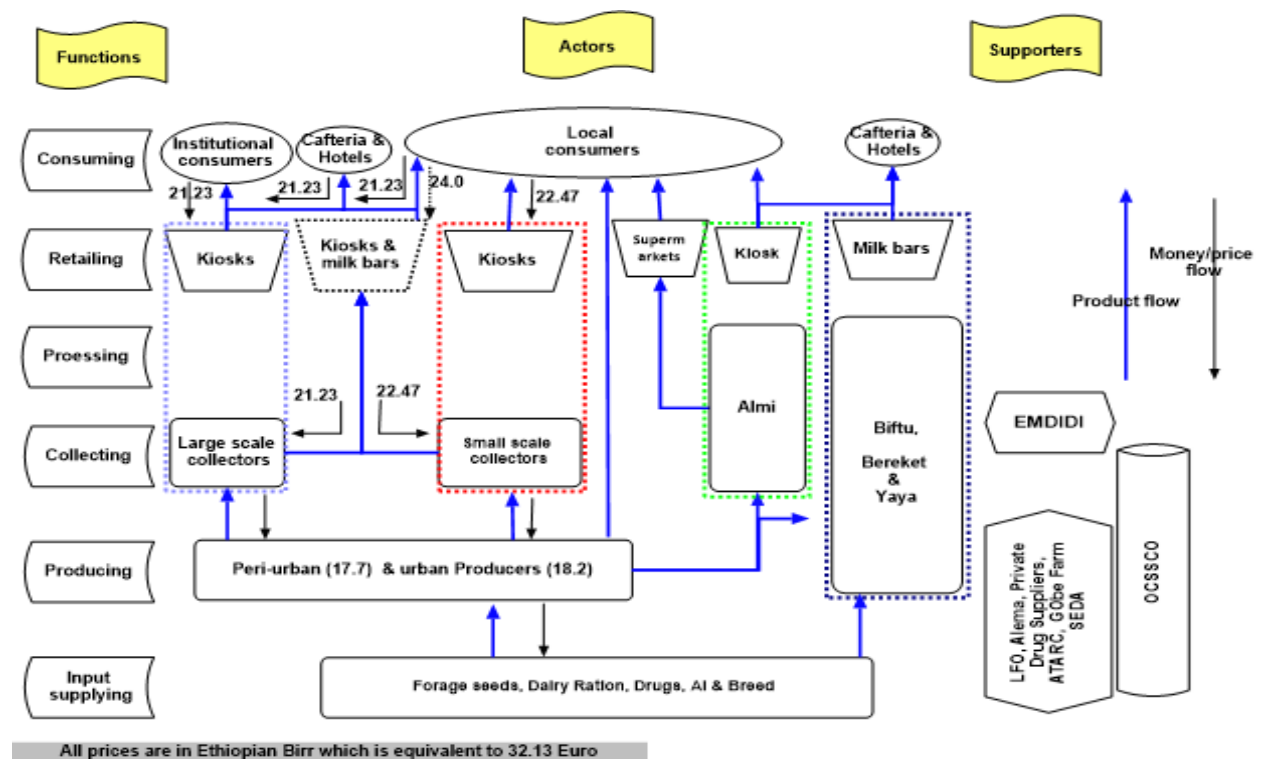 Functions
Actors
Supporters
Consuming
Institutional
consumers
Cafteria &
Hotels
Local
consumers
Cafteria &
Hotels
21.23
21.23
21.23
24.0
22.47
Retailing
Kiosks
Kiosks &
milk bars
Kiosks
Superm
arkets
Kiosk
Milk bars
Money/price
flow
Product flow
Proessing
21.23
22.47
Almi
Biftu,
Bereket
&
Yaya
EMDIDI
Collecting
Large scale
collectors
Small scale
collectors
Producing
Peri-urban (17.7) & urban Producers (18.2)
LFO, Alema, Private
Drug Suppliers,
ATARC, GObe Farm
SEDA
OCSSCO
Input
supplying
Forage seeds, Dairy Ration, Drugs, AI & Breed
All prices are in Ethiopian Birr which is equivalent to 32.13 Euro